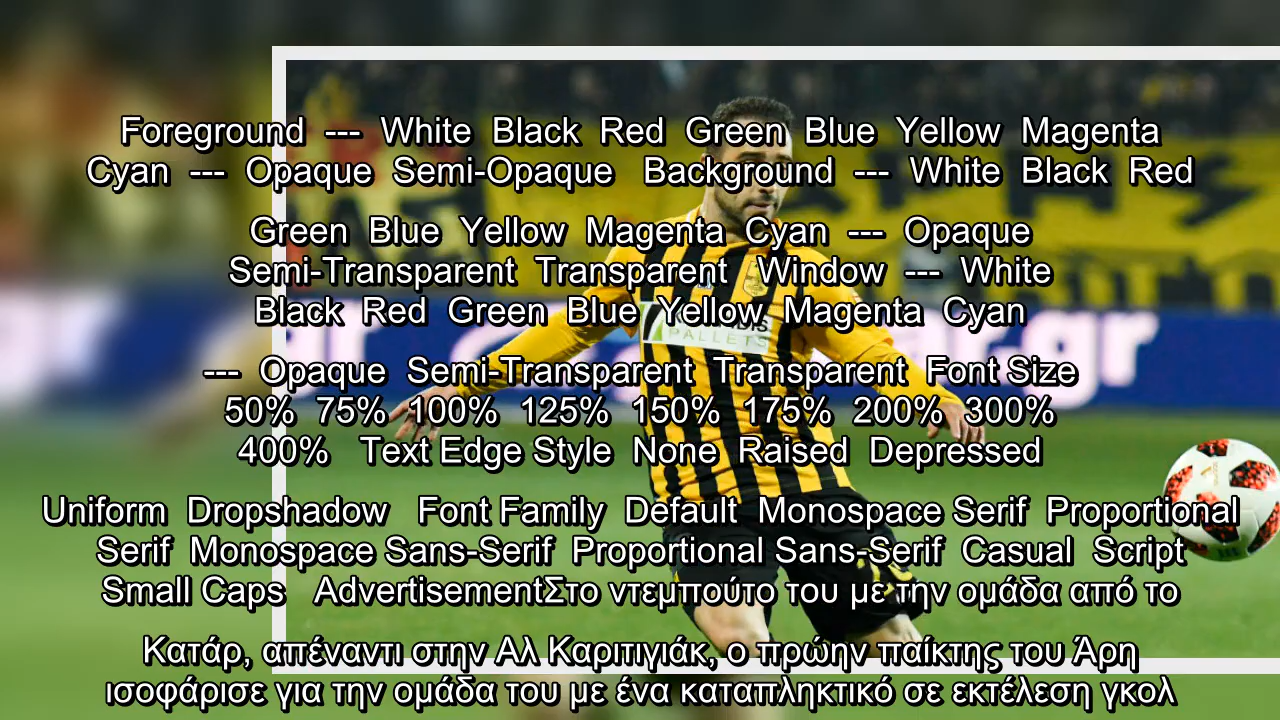 Foreground --- White Black Red Green Blue Yellow Magenta
Cyan --- Opaque Semi-Opaque Background --- White Black Red
Green Blue Yellow Magenta Cyan --- Opaque
Semi-Transparent Transparent Window --- White
Black Red Green Blue Yellow Magenta Cyan
--- Opaque Semi-Transparent Transparent Font Size
50% 75% 100% 125% 150% 175% 200% 300%
400% Text Edge Style None Raised Depressed
Uniform Dropshadow Font Family Default Monospace Serif Proportional
Serif Monospace Sans-Serif Proportional Sans-Serif Casual Script
Small Caps AdvertisementΣτο ντεμπούτο του με την ομάδα από το
Κατάρ, απέναντι στην Αλ Καριτιγιάκ, ο πρώην παίκτης του Άρη
ισοφάρισε για την ομάδα του με ένα καταπληκτικό σε εκτέλεση γκολ
PALLETS